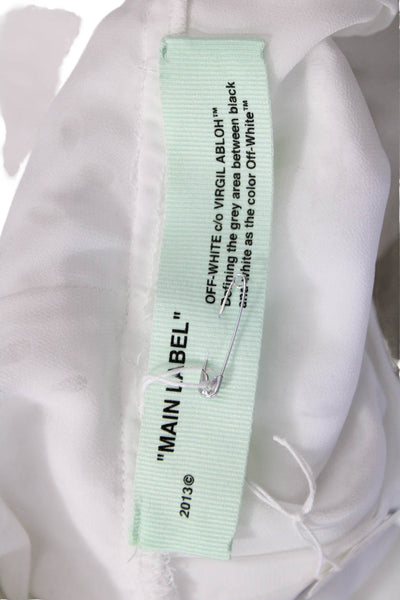 "MAIN LABEL"
2013©
OFF-WHITE c/o VIRGIL ABLOH™
Defining the grey area between black
and white as the color Off-White™